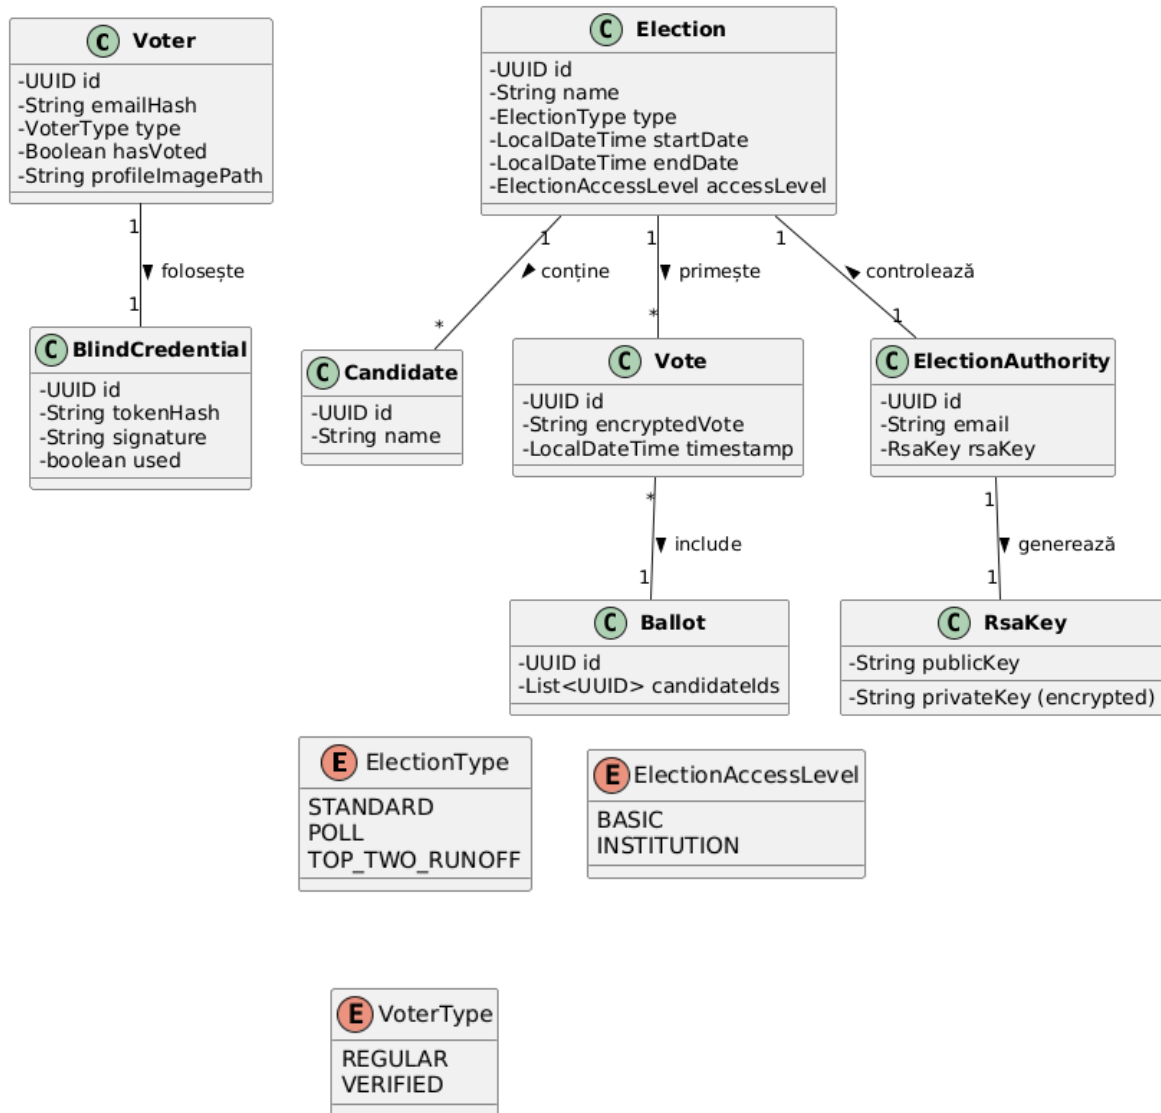 C Voter
-UUID id
-String emailHash
-VoterType type
-Boolean hasVoted
-String profileImagePath
C Election
-UUID id
-String name
-ElectionType type
-LocalDateTime startDate
-LocalDateTime endDate
-ElectionAccessLevel accessLevel
1
folosește
1
1
conține
*
1
primește
*
1
controlează
1
C BlindCredential
-UUID id
-String tokenHash
-String signature
-boolean used
C Candidate
-UUID id
-String name
C Vote
-UUID id
-String encryptedVote
-LocalDateTime timestamp
C ElectionAuthority
-UUID id
-String email
-RsaKey rsaKey
*
include
1
1
generează
1
C Ballot
-UUID id
-List<UUID> candidateIds
C RsaKey
-String publicKey
-String privateKey (encrypted)
E ElectionType
STANDARD
POLL
TOP_TWO_RUNOFF
E ElectionAccessLevel
BASIC
INSTITUTION
E VoterType
REGULAR
VERIFIED